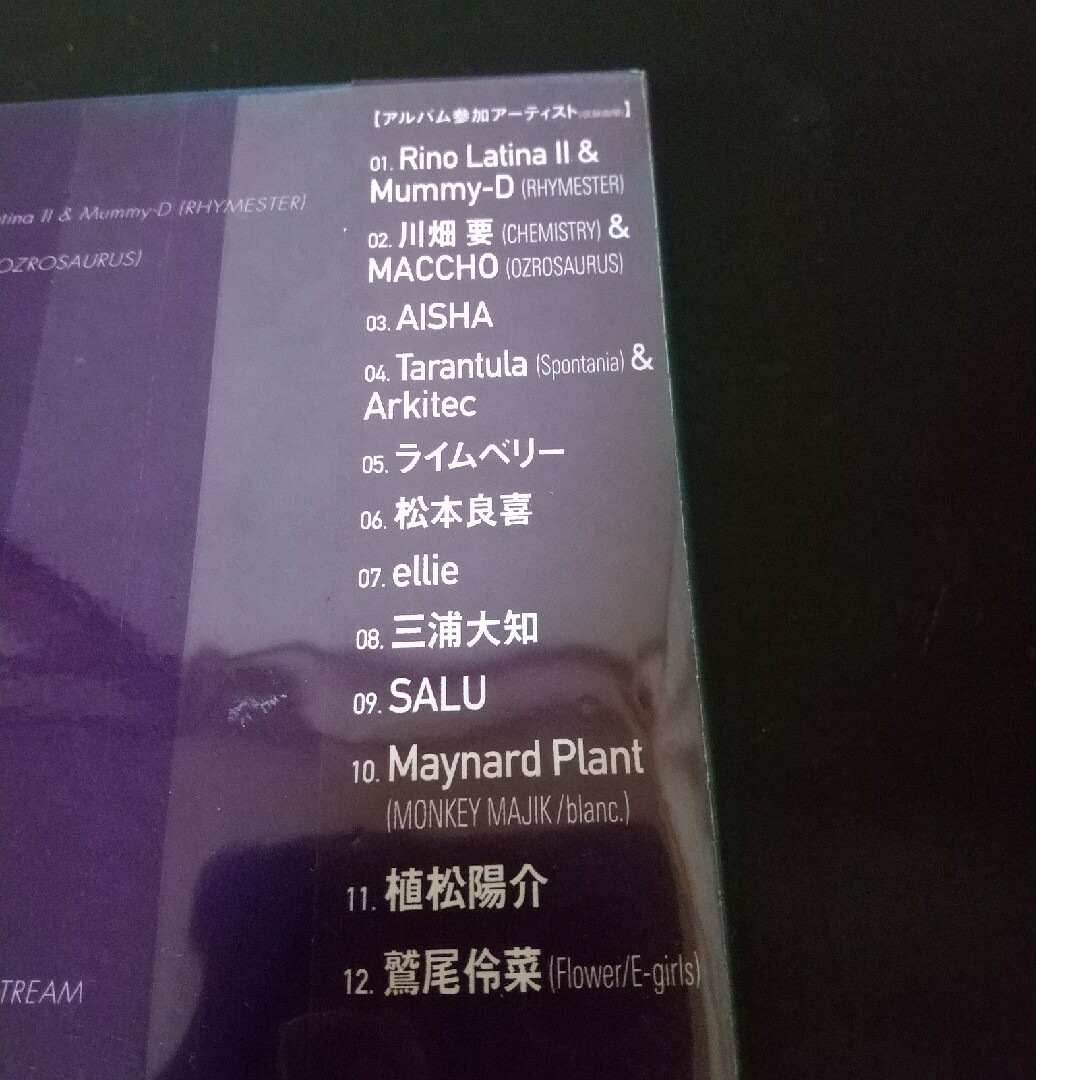 【アルバム参加アーティスト】
01. Rino Latina II &
Mummy-D (RHYMESTER)
02. 川畑 要 (CHEMISTRY) &
MACCHO (OZROSAURUS)
03. AISHA
04. Tarantula (Spontania) &
Arkitec
05. ライムベリー
06. 松本良喜
07. ellie
08. 三浦大知
09. SALU
10. Maynard Plant
(MONKEY MAJIK/blanc.)
11. 植松陽介
12. 鷲尾伶菜 (Flower/E-girls)
tina II & Mummy-D (RHYMESTER)
OZROSAURUS)
TREAM